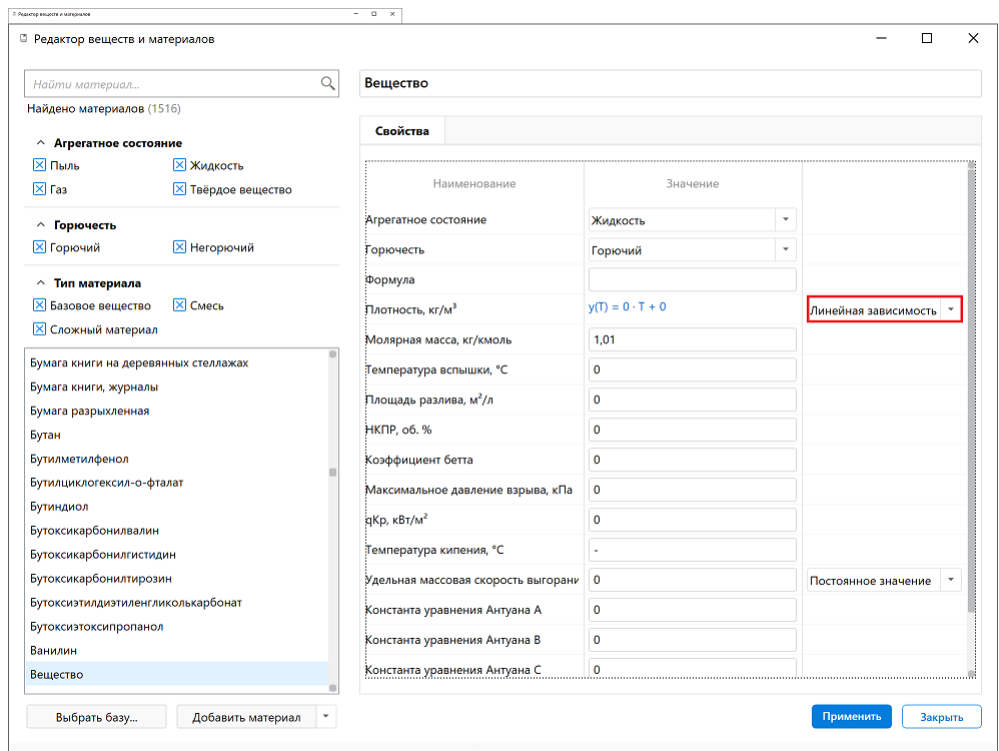 Редактор веществ и материалов
Редактор веществ и материалов
Найти материал...
Найдено материалов (1516)
Агрегатное состояние
Пыль
Жидкость
Газ
Твёрдое вещество
Горючесть
Горючий
Негорючий
Тип материала
Базовое вещество
Смесь
Сложный материал
Бумага книги на деревянных стеллажах
Бумага книги, журналы
Бумага разрыхленная
Бутан
Бутилметилфенол
Бутилциклогексил-о-фталат
Бутиндиол
Бутоксикарбонилвалин
Бутоксикарбонилгистидин
Бутоксикарбонилтирозин
Бутоксиэтилдиэтиленгликолькарбонат
Бутоксиэтоксипропанол
Ванилин
Вещество
Выбрать базу...
Добавить материал
Вещество
Свойства
Наименование
Значение
Агрегатное состояние
Жидкость
Горючесть
Горючий
Формула
Плотность, кг/м³
y(T) = 0 · T + 0
Линейная зависимость
Молярная масса, кг/кмоль
1,01
Температура вспышки, °C
0
Площадь разлива, м²/л
0
НКПР, об. %
0
Коэффициент бетта
0
Максимальное давление взрыва, кПа
0
qКр, кВт/м²
0
Температура кипения, °C
-
Удельная массовая скорость выгорани
0
Постоянное значение
Константа уравнения Антуана A
0
Константа уравнения Антуана B
0
Константа уравнения Антуана C
0
Применить
Закрыть